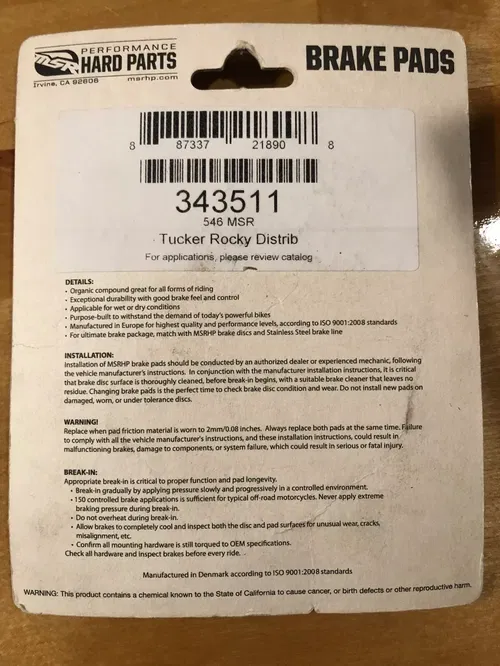 PERFORMANCE
MSR HARD PARTS
Irvine, CA 92606 msrhp.com
BRAKE PADS
8 87337 21890 8
343511
546 MSR
Tucker Rocky Distrib
For applications, please review catalog
DETAILS:
• Organic compound great for all forms of riding
• Exceptional durability with good brake feel and control
• Applicable for wet or dry conditions
• Purpose-built to withstand the demand of today's powerful bikes
• Manufactured in Europe for highest quality and performance levels, according to ISO 9001:2008 standards
• For ultimate brake package, match with MSRHP brake discs and Stainless Steel brake line
INSTALLATION:
Installation of MSRHP brake pads should be conducted by an authorized dealer or experienced mechanic, following
the vehicle manufacturer's instructions. In conjunction with the manufacturer installation instructions, it is critical
that brake disc surface is thoroughly cleaned, before break-in begins, with a suitable brake cleaner that leaves no
residue. Changing brake pads is the perfect time to check brake disc condition and wear. Do not install new pads on
damaged, worn, or under tolerance discs.
WARNING!
Replace when pad friction material is worn to 2mm/0.08 inches. Always replace both pads at the same time. Failure
to comply with all the vehicle manufacturer's instructions, and these installation instructions, could result in
malfunctioning brakes, damage to components, or system failure, which could result in serious or fatal injury.
BREAK-IN:
Appropriate break-in is critical to proper function and pad longevity.
• Break-in gradually by applying pressure slowly and progressively in a controlled environment.
• 150 controlled brake applications is sufficient for typical off-road motorcycles. Never apply extreme
braking pressure during break-in.
• Do not overheat during break-in.
• Allow brakes to completely cool and inspect both the disc and pad surfaces for unusual wear, cracks,
misalignment, etc.
• Confirm all mounting hardware is still torqued to OEM specifications.
Check all hardware and inspect brakes before every ride.
Manufactured in Denmark according to ISO 9001:2008 standards
WARNING: This product contains a chemical known to the State of California to cause cancer, or birth defects or other reproductive harm.